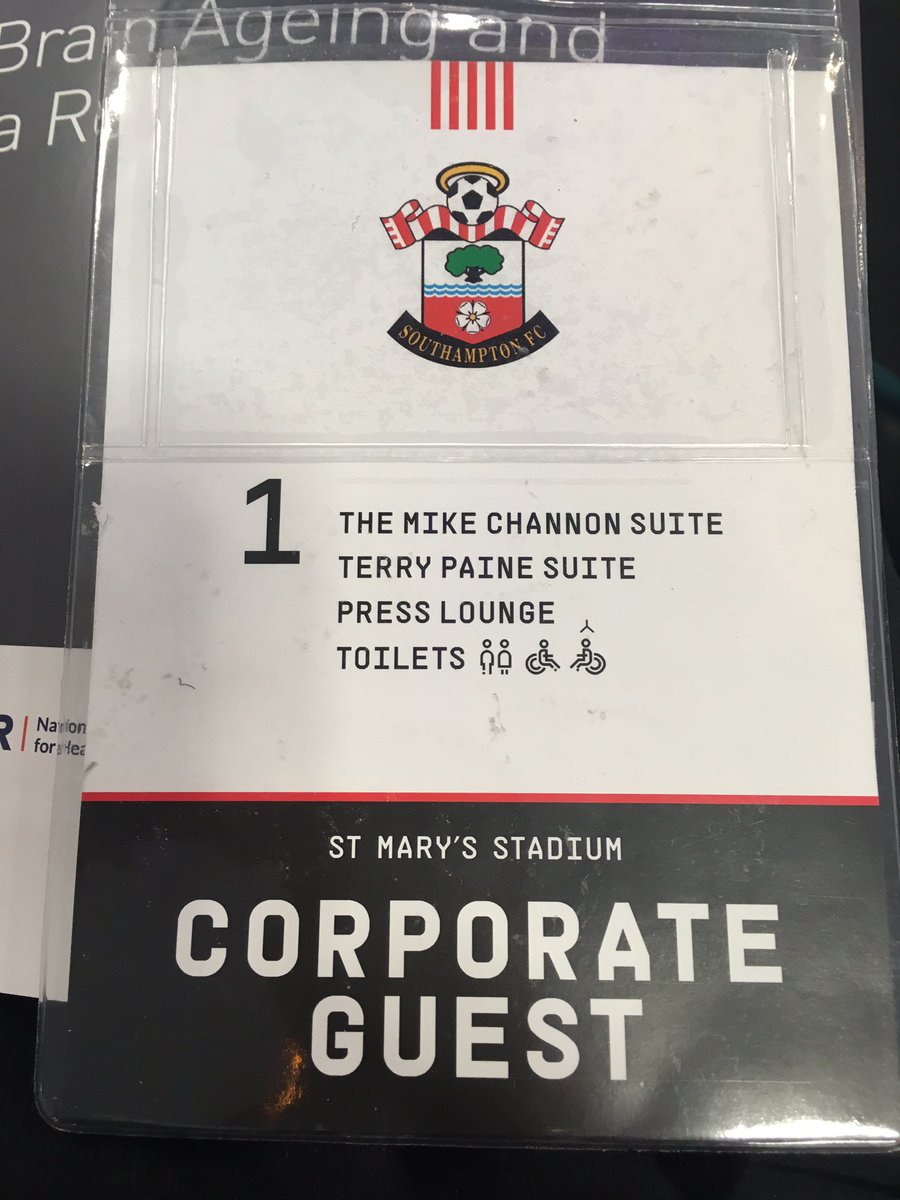 Brain Ageing and
a
SOUTHAMPTON FC
1
THE MIKE CHANNON SUITE
TERRY PAINE SUITE
PRESS LOUNGE
TOILETS
R
for
ST MARY'S STADIUM
CORPORATE
GUEST